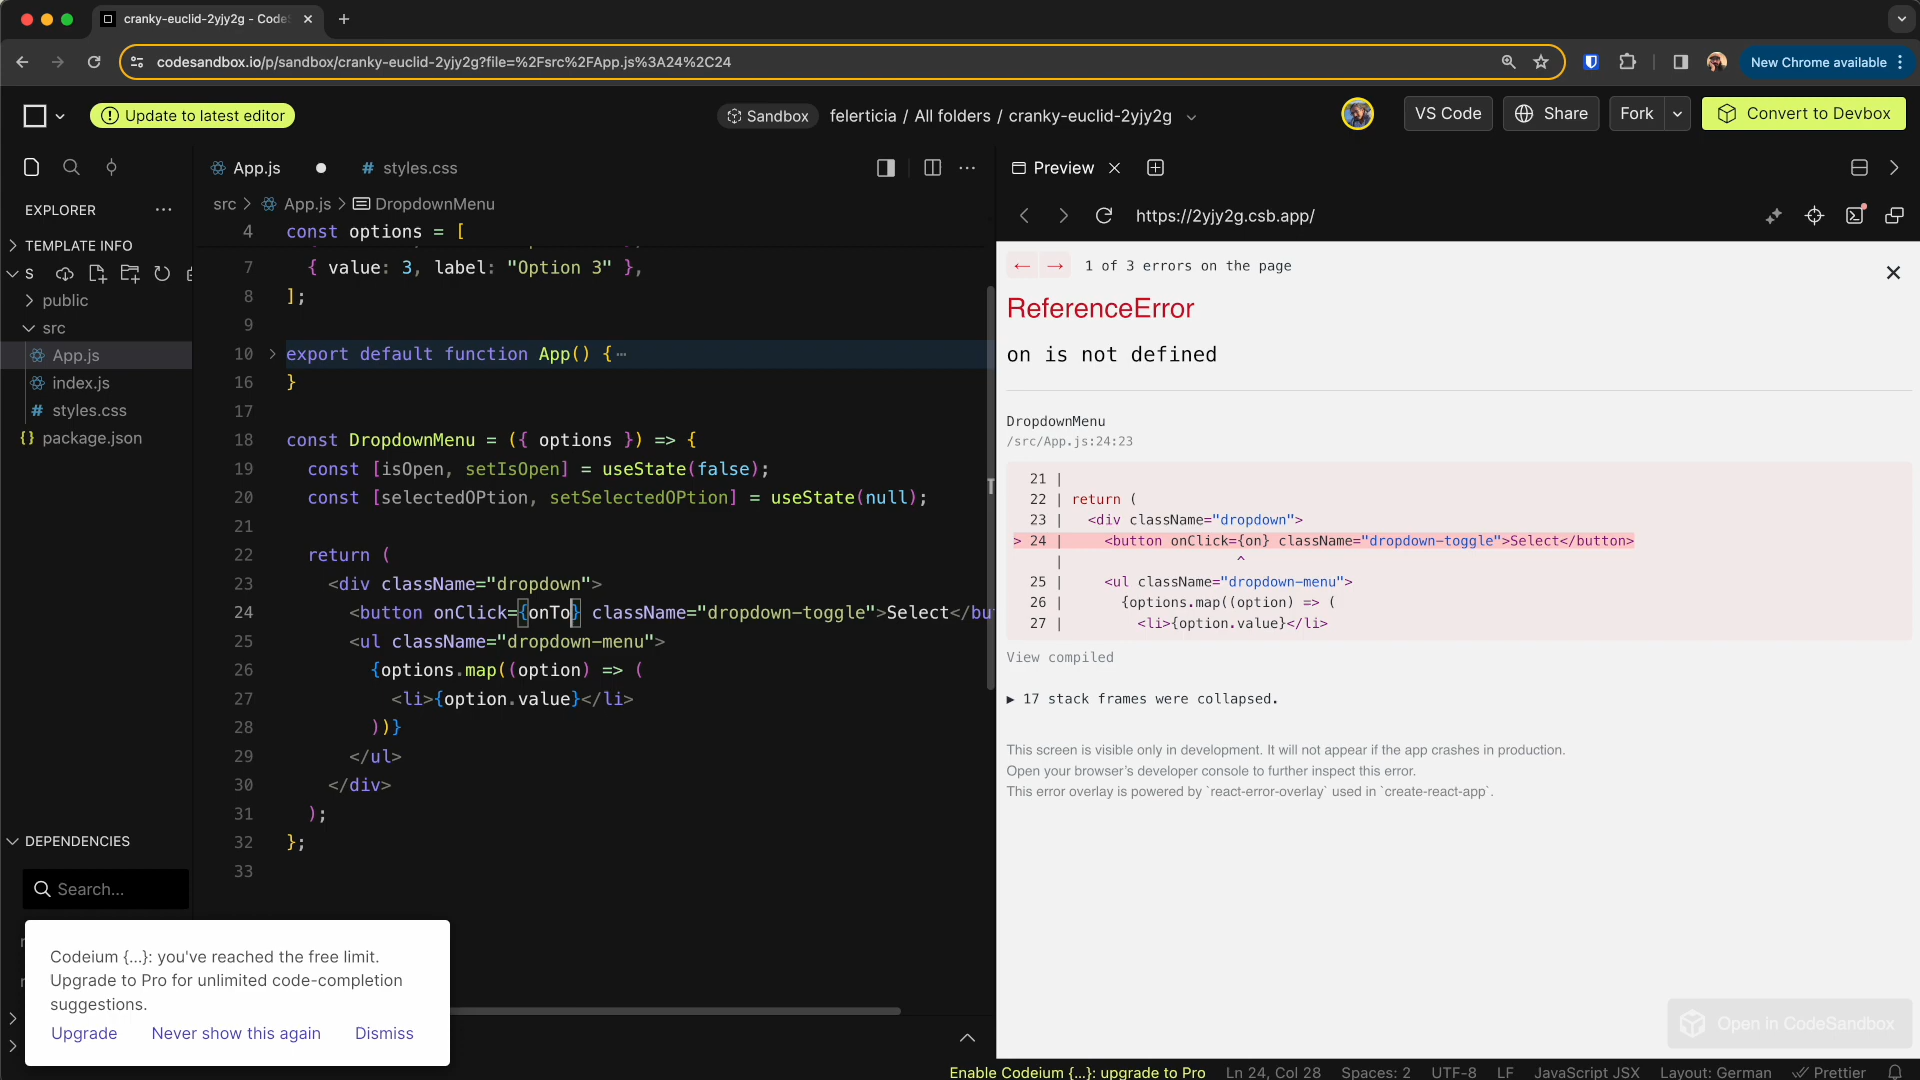 cranky-euclid-2yjy2g - Code
codesandbox.io/p/sandbox/cranky-euclid-2yjy2g?file=%2Fsrc%2FApp.js%3A24%2C24
New Chrome available
Update to latest editor
Sandbox
felerticia / All folders / cranky-euclid-2yjy2g
VS Code
Share
Fork
Convert to Devbox
EXPLORER
TEMPLATE INFO
S
public
src
App.js
index.js
styles.css
package.json
DEPENDENCIES
Search...
App.js
styles.css
src > App.js > DropdownMenu
4 const options = [
7 { value: 3, label: "Option 3" },
8 ];
9
10 export default function App() { ⋯
16 }
17
18 const DropdownMenu = ({ options }) => {
19 const [isOpen, setIsOpen] = useState(false);
20 const [selectedOPtion, setSelectedOPtion] = useState(null);
21
22 return (
23 <div className="dropdown">
24 <button onClick={onTo} className="dropdown-toggle">Select</bu
25 <ul className="dropdown-menu">
26 {options.map((option) => (
27 <li>{option.value}</li>
28 ))}
29 </ul>
30 </div>
31 );
32 };
33
Codeium {...}: you've reached the free limit.
Upgrade to Pro for unlimited code-completion
suggestions.
Upgrade Never show this again Dismiss
Preview
https://2yjy2g.csb.app/
← → 1 of 3 errors on the page
ReferenceError
on is not defined
DropdownMenu
/src/App.js:24:23
21 |
22 | return (
23 | <div className="dropdown">
> 24 | <button onClick={on} className="dropdown-toggle">Select</button>
| ^
25 | <ul className="dropdown-menu">
26 | {options.map((option) => (
27 | <li>{option.value}</li>
View compiled
▶ 17 stack frames were collapsed.
This screen is visible only in development. It will not appear if the app crashes in production.
Open your browser’s developer console to further inspect this error.
This error overlay is powered by `react-error-overlay` used in `create-react-app`.
Open in CodeSandbox
Enable Codeium {...}: upgrade to Pro Ln 24, Col 28 Spaces: 2 UTF-8 LF JavaScript JSX Layout: German Prettier